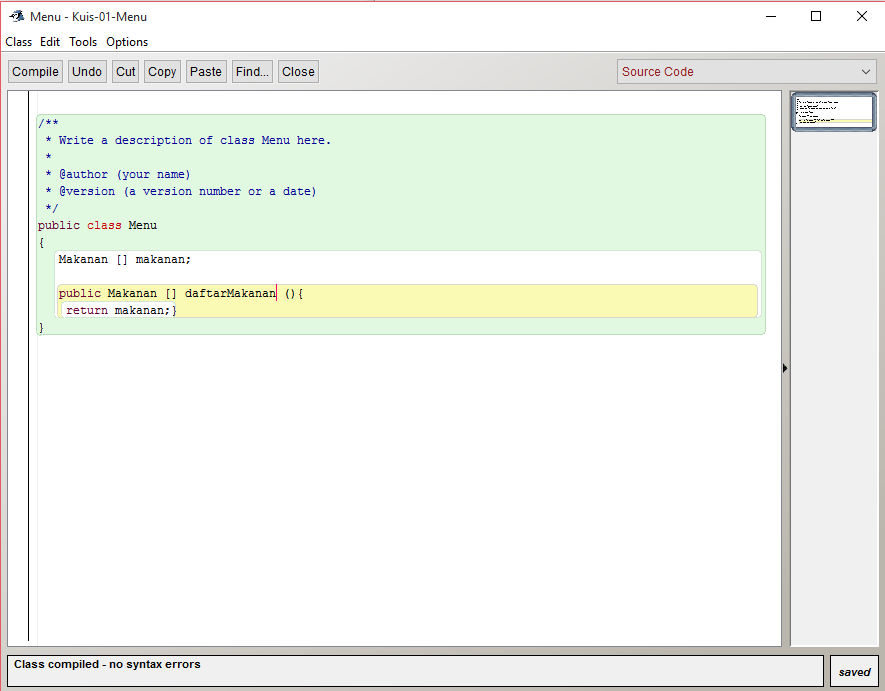 Menu - Kuis-01-Menu
Class Edit Tools Options
Compile Undo Cut Copy Paste Find... Close Source Code
/**
* Write a description of class Menu here.
*
* @author (your name)
* @version (a version number or a date)
*/
public class Menu
{
Makanan [] makanan;
public Makanan [] daftarMakanan (){
return makanan;}
}
Class compiled - no syntax errors
saved